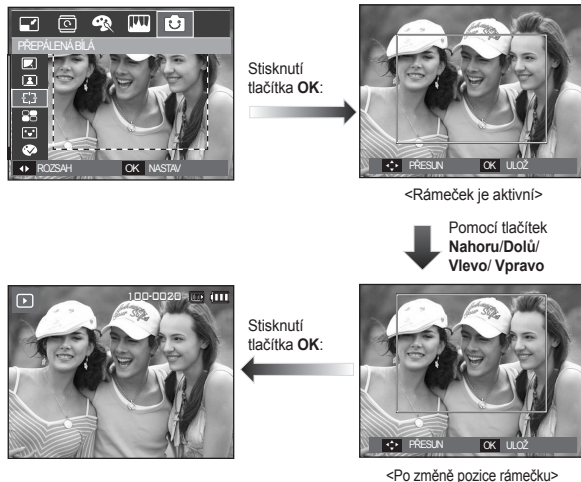 PŘEPÁLENÁ BÍLÁ
ROZSAH OK NASTAV
Stisknutí
tlačítka OK:
PŘESUN OK ULOŽ
<Rámeček je aktivní>
Pomocí tlačítek
Nahoru/Dolů/
Vlevo/ Vpravo
PŘESUN OK ULOŽ
<Po změně pozice rámečku>
Stisknutí
tlačítka OK:
100-0020